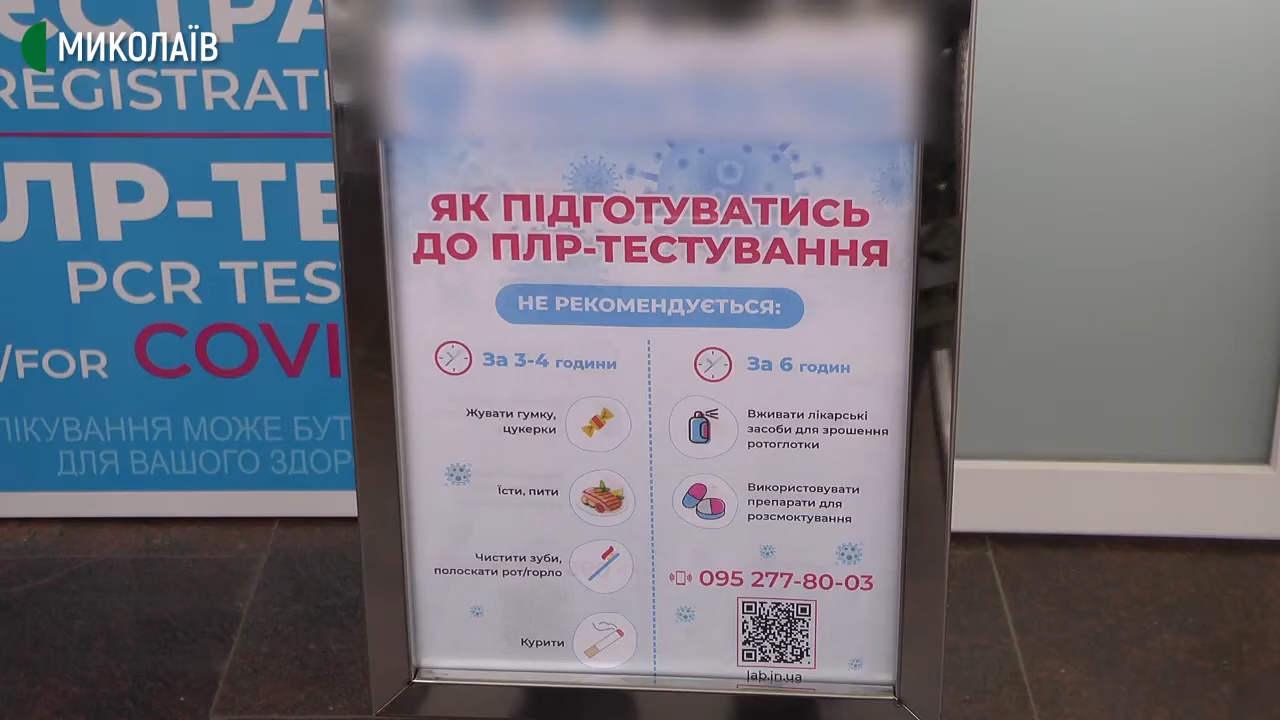 МИКОЛАЇВ
REGISTRATI
ЛР-ТЕ
PCR TES
/FOR COVI
ЛІКУВАННЯ МОЖЕ БУТ
ДЛЯ ВАШОГО ЗДОР
ЯК ПІДГОТУВАТИСЬ
ДО ПЛР-ТЕСТУВАННЯ
НЕ РЕКОМЕНДУЄТЬСЯ:
За 3-4 години
Жувати гумку,
цукерки
Їсти, пити
Чистити зуби,
полоскати рот/горло
Курити
За 6 годин
Вживати лікарські
засоби для зрошення
ротоглотки
Використовувати
препарати для
розсмоктування
095 277-80-03
lab.in.ua